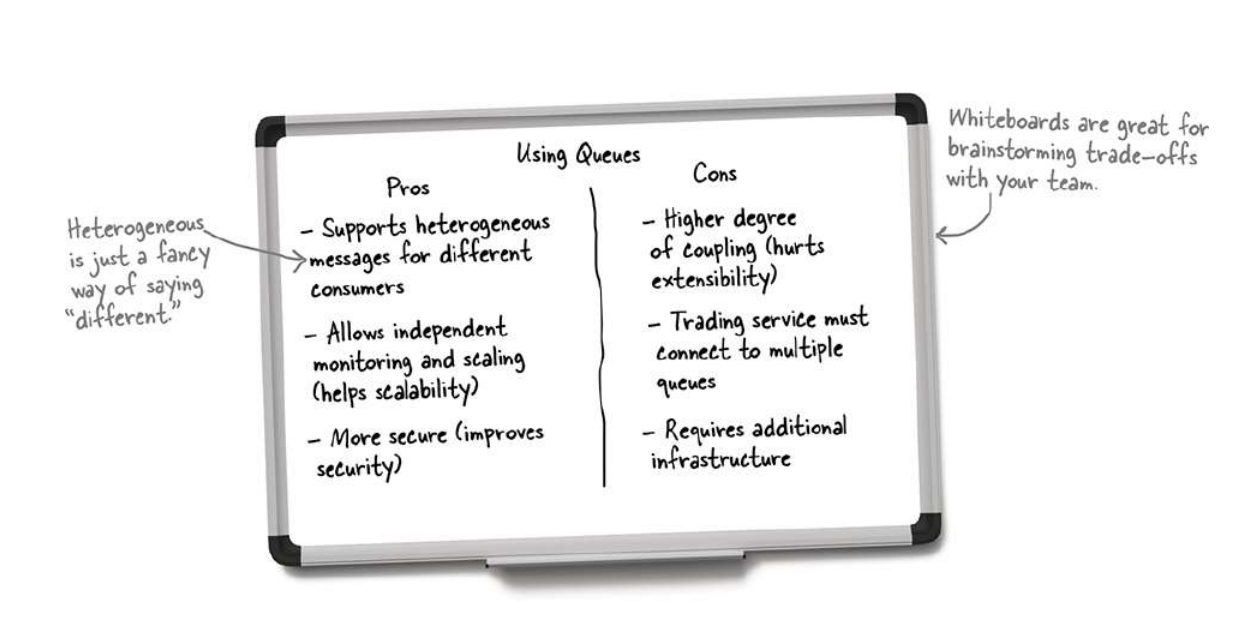 Using Queues
Pros
– Supports heterogeneous
messages for different
consumers
– Allows independent
monitoring and scaling
(helps scalability)
– More secure (improves
security)
Cons
– Higher degree
of coupling (hurts
extensibility)
– Trading service must
connect to multiple
queues
– Requires additional
infrastructure
Heterogeneous
is just a fancy
way of saying
“different.”
Whiteboards are great for
brainstorming trade-offs
with your team.